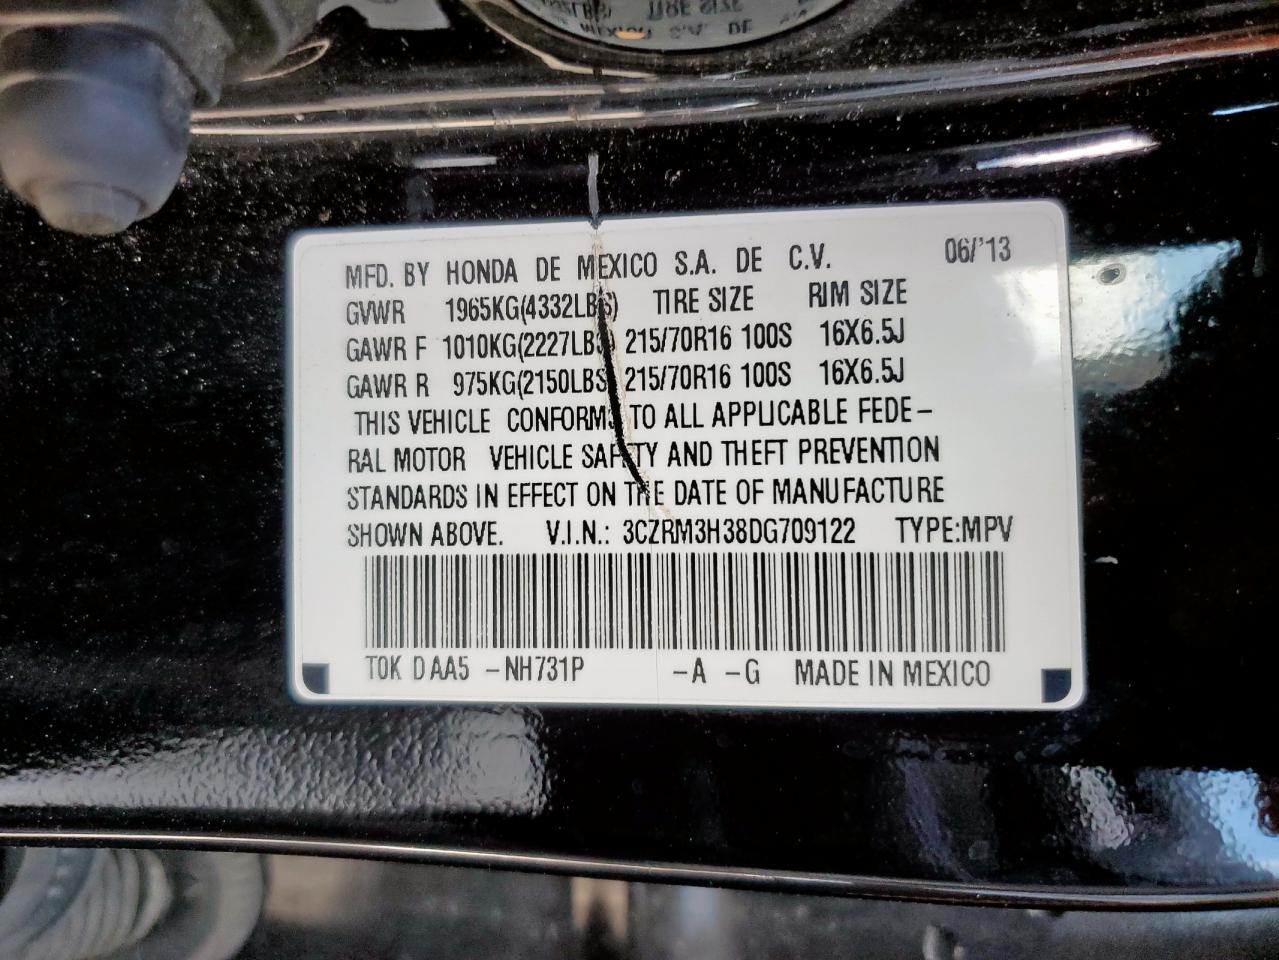 MFD. BY HONDA DE MEXICO S.A. DE C.V. 06/'13
GVWR 1965KG(4332LBS) TIRE SIZE RIM SIZE
GAWR F 1010KG(2227LBS) 215/70R16 100S 16X6.5J
GAWR R 975KG(2150LBS) 215/70R16 100S 16X6.5J
THIS VEHICLE CONFORMS TO ALL APPLICABLE FEDE-
RAL MOTOR VEHICLE SAFETY AND THEFT PREVENTION
STANDARDS IN EFFECT ON THE DATE OF MANUFACTURE
SHOWN ABOVE. V.I.N.: 3CZRM3H38DG709122 TYPE:MPV
T0K D AA5 -NH731P -A -G MADE IN MEXICO